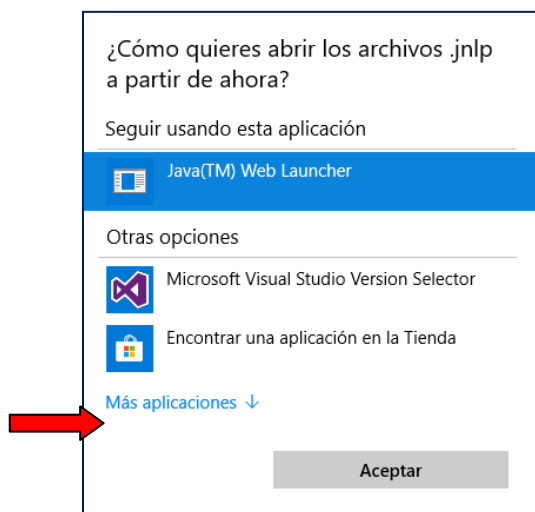 ¿Cómo quieres abrir los archivos .jnlp
a partir de ahora?
Seguir usando esta aplicación
Java(TM) Web Launcher
Otras opciones
Microsoft Visual Studio Version Selector
Encontrar una aplicación en la Tienda
Más aplicaciones ↓
Aceptar